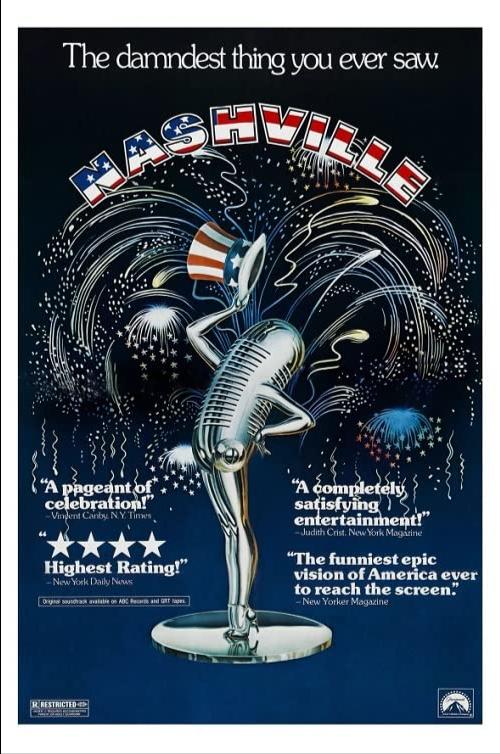 The damndest thing you ever saw.
NASHVILLE
“A pageant of
celebration!”
– Vincent Canby, N.Y. Times
“A completely
satisfying
entertainment!”
– Judith Crist, New York Magazine
“★★★★
Highest Rating!”
– New York Daily News
“The funniest epic
vision of America ever
to reach the screen.”
– New Yorker Magazine
Original soundtrack available on ABC Records and GRT tapes.
R RESTRICTED